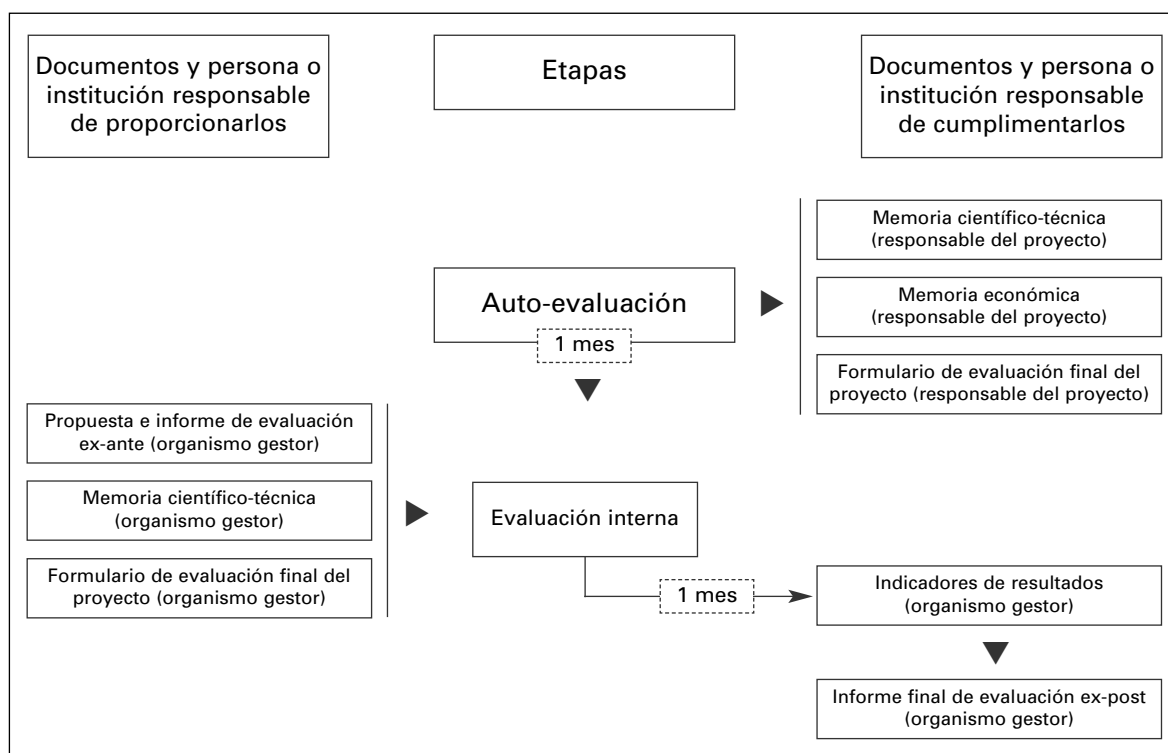 Documentos y persona o
institución responsable
de proporcionarlos
Etapas
Documentos y persona o
institución responsable
de cumplimentarlos
Auto-evaluación
1 mes
Memoria científico-técnica
(responsable del proyecto)
Memoria económica
(responsable del proyecto)
Formulario de evaluación final del
proyecto (responsable del proyecto)
Propuesta e informe de evaluación
ex-ante (organismo gestor)
Memoria científico-técnica
(organismo gestor)
Formulario de evaluación final del
proyecto (organismo gestor)
Evaluación interna
1 mes
Indicadores de resultados
(organismo gestor)
Informe final de evaluación ex-post
(organismo gestor)